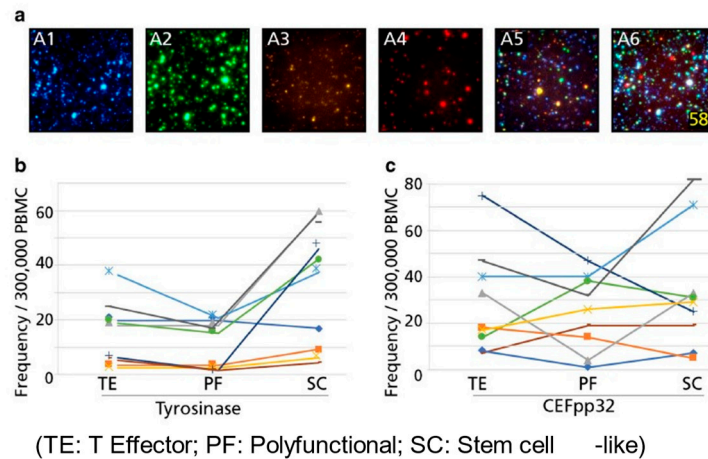 a
A1 A2 A3 A4 A5 A6
58
b c
Frequency / 300,000 PBMC
60
40
20
0
TE PF SC
Tyrosinase
Frequency / 300,000 PBMC
80
60
40
20
0
TE PF SC
CEFpp32
(TE: T Effector; PF: Polyfunctional; SC: Stem cell -like)